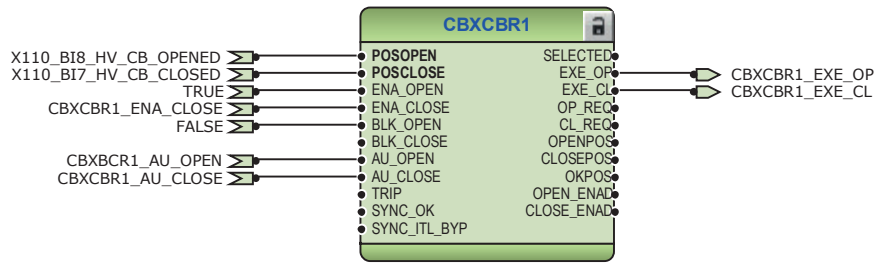 CBXCBR1
X110_BI8_HV_CB_OPENED POSOPEN SELECTED
X110_BI7_HV_CB_CLOSED POSCLOSE EXE_OP CBXCBR1_EXE_OP
TRUE ENA_OPEN EXE_CL CBXCBR1_EXE_CL
CBXCBR1_ENA_CLOSE ENA_CLOSE OP_REQ
FALSE BLK_OPEN CL_REQ
BLK_CLOSE OPENPOS
CBXBCR1_AU_OPEN AU_OPEN CLOSEPOS
CBXCBR1_AU_CLOSE AU_CLOSE OKPOS
TRIP OPEN_ENAD
SYNC_OK CLOSE_ENAD
SYNC_ITL_BYP